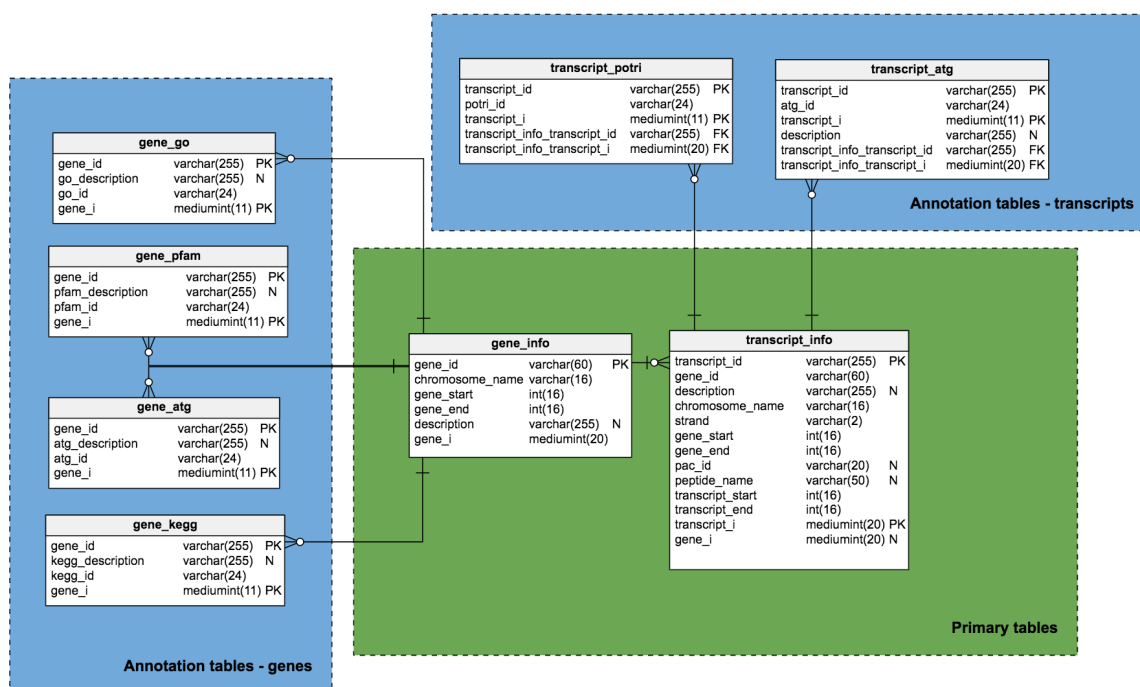 transcript_potri
transcript_id varchar(255) PK
potri_id varchar(24)
transcript_i mediumint(11) PK
transcript_info_transcript_id varchar(255) FK
transcript_info_transcript_i mediumint(20) FK
transcript_atg
transcript_id varchar(255) PK
atg_id varchar(24)
transcript_i mediumint(11) PK
description varchar(255) N
transcript_info_transcript_id varchar(255) FK
transcript_info_transcript_i mediumint(20) FK
Annotation tables - transcripts
gene_go
gene_id varchar(255) PK
go_description varchar(255) N
go_id varchar(24)
gene_i mediumint(11) PK
gene_pfam
gene_id varchar(255) PK
pfam_description varchar(255) N
pfam_id varchar(24)
gene_i mediumint(11) PK
gene_atg
gene_id varchar(255) PK
atg_description varchar(255) N
atg_id varchar(24)
gene_i mediumint(11) PK
gene_kegg
gene_id varchar(255) PK
kegg_description varchar(255) N
kegg_id varchar(24)
gene_i mediumint(11) PK
Annotation tables - genes
gene_info
gene_id varchar(60) PK
chromosome_name varchar(16)
gene_start int(16)
gene_end int(16)
description varchar(255) N
gene_i mediumint(20)
transcript_info
transcript_id varchar(255) PK
gene_id varchar(60)
description varchar(255) N
chromosome_name varchar(16)
strand varchar(2)
gene_start int(16)
gene_end int(16)
pac_id varchar(20) N
peptide_name varchar(50) N
transcript_start int(16)
transcript_end int(16)
transcript_i mediumint(20) PK
gene_i mediumint(20) N
Primary tables